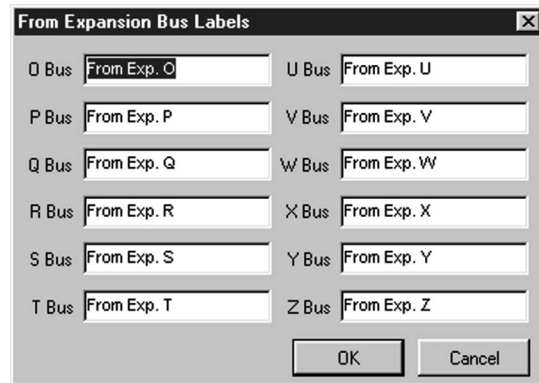 From Expansion Bus Labels
O Bus From Exp. O U Bus From Exp. U
P Bus From Exp. P V Bus From Exp. V
Q Bus From Exp. Q W Bus From Exp. W
R Bus From Exp. R X Bus From Exp. X
S Bus From Exp. S Y Bus From Exp. Y
T Bus From Exp. T Z Bus From Exp. Z
OK Cancel